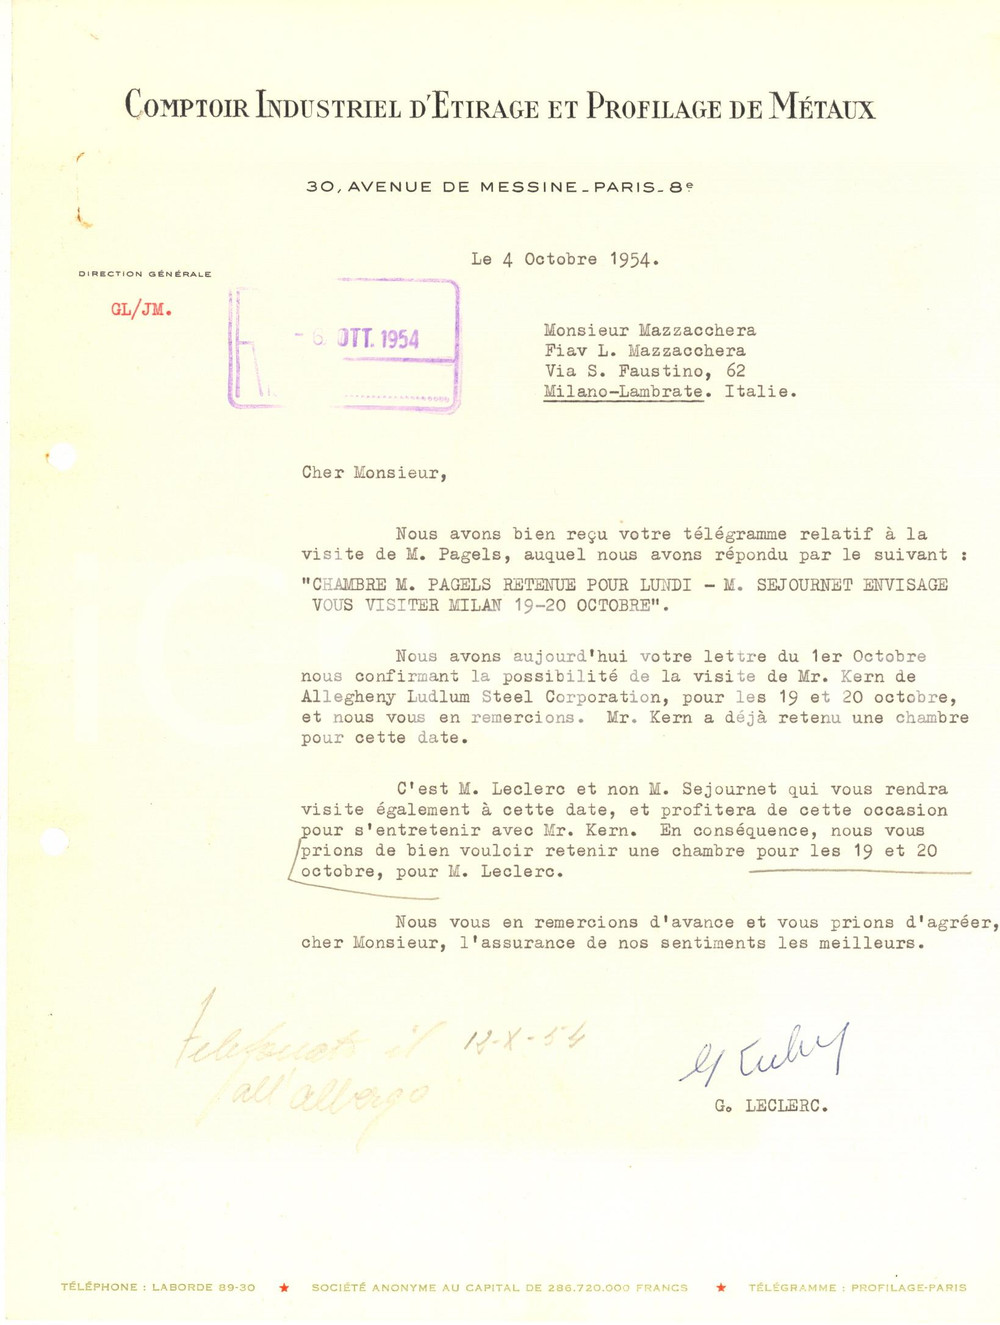 COMPTOIR INDUSTRIEL D'ETIRAGE ET PROFILAGE DE MÉTAUX
30, AVENUE DE MESSINE - PARIS - 8e
Le 4 Octobre 1954.
DIRECTION GÉNÉRALE
GL/JM.
- 6 OTT. 1954
Monsieur Mazzacchera
Fiav L. Mazzacchera
Via S. Faustino, 62
Milano-Lambrate. Italie.
Cher Monsieur,
Nous avons bien reçu votre télégramme relatif à la
visite de M. Pagels, auquel nous avons répondu par le suivant :
"CHAMBRE M. PAGELS RETENUE POUR LUNDI - M. SEJOURNET ENVISAGE
VOUS VISITER MILAN 19-20 OCTOBRE".
Nous avons aujourd'hui votre lettre du 1er Octobre
nous confirmant la possibilité de la visite de Mr. Kern de
Allegheny Ludlum Steel Corporation, pour les 19 et 20 octobre,
et nous vous en remercions. Mr. Kern a déjà retenu une chambre
pour cette date.
C'est M. Leclerc et non M. Sejournet qui vous rendra
visite également à cette date, et profitera de cette occasion
pour s'entretenir avec Mr. Kern. En conséquence, nous vous
prions de bien vouloir retenir une chambre pour les 19 et 20
octobre, pour M. Leclerc.
Nous vous en remercions d'avance et vous prions d'agréer,
cher Monsieur, l'assurance de nos sentiments les meilleurs.
telefonato il 12-X-54
all'albergo
G. LECLERC.
TÉLÉPHONE : LABORDE 89-30 ★ SOCIÉTÉ ANONYME AU CAPITAL DE 286.720.000 FRANCS ★ TÉLÉGRAMME : PROFILAGE-PARIS